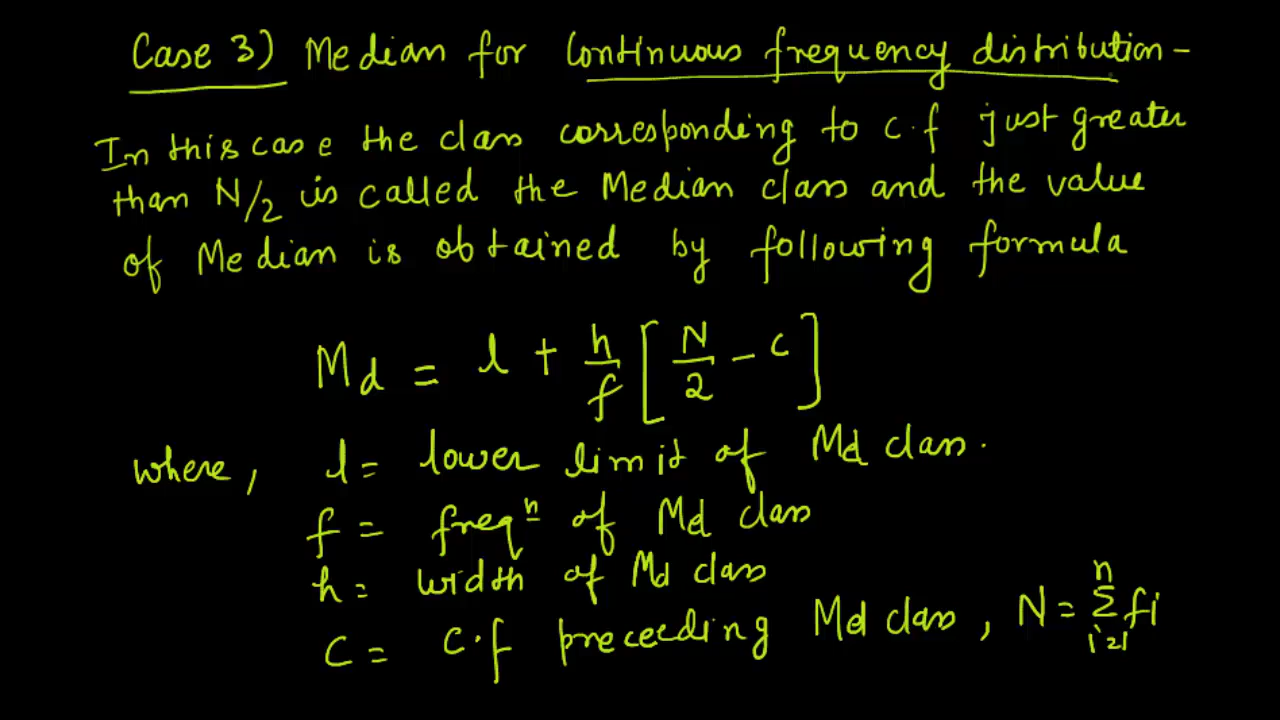 Case 3) Median for Continuous frequency distribution -
In this case the class corresponding to c.f just greater
than N/2 is called the Median class and the value
of Median is obtained by following formula
Md = l + h/f [N/2 - c]
where, l = lower limit of Md class.
f = freqⁿ of Md class
h = width of Md class
C = c.f preceeding Md class, N = n∑i=1 fi